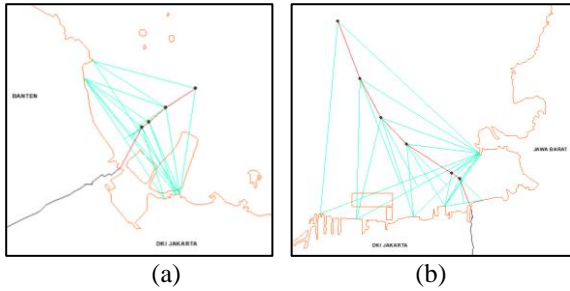 BANTEN
DKI JAKARTA
(a)
JAWA BARAT
DKI JAKARTA
(b)